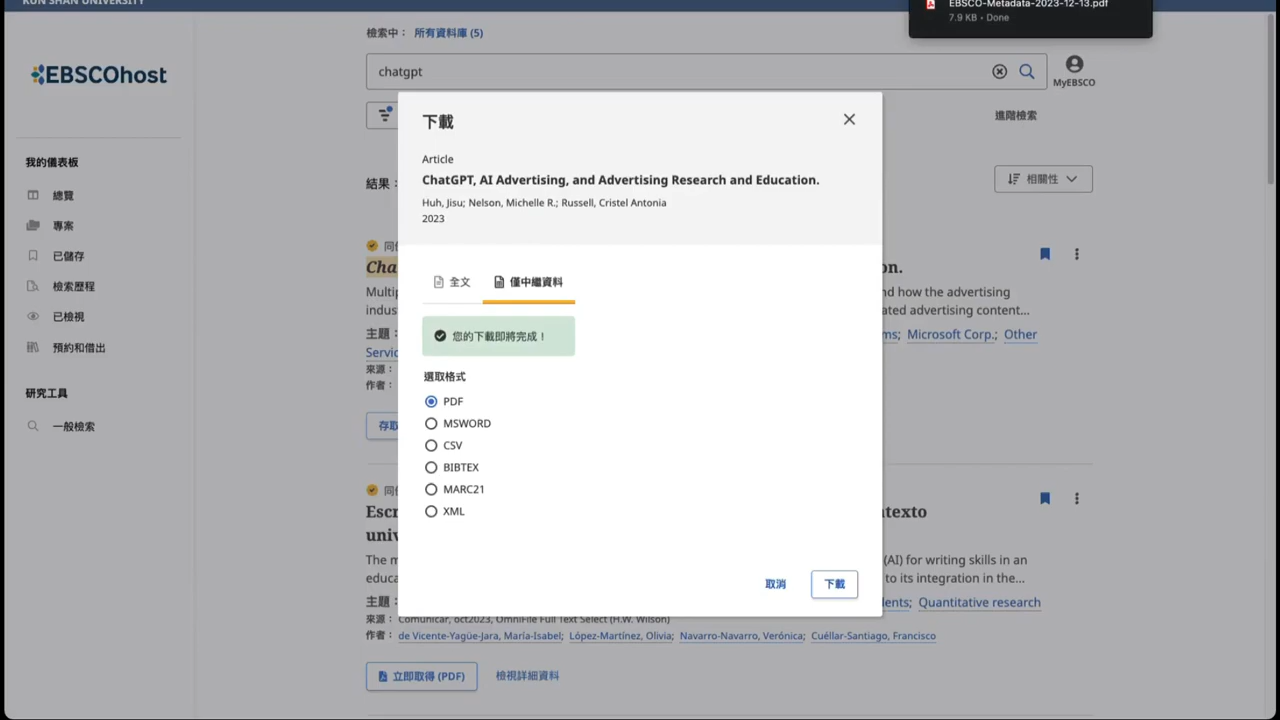 KUN SHAN UNIVERSITY
EBSCO-Metadata-2023-12-13.pdf
7.9 KB • Done
檢索中： 所有資料庫 (5)
EBSCOhost
chatgpt
MyEBSCO
進階檢索
下載
Article
ChatGPT, AI Advertising, and Advertising Research and Education.
Huh, Jisu; Nelson, Michelle R.; Russell, Cristel Antonia
2023
結果：
相關性
我的儀表板
總覽
專案
已儲存
檢索歷程
已檢視
預約和借出
研究工具
一般檢索
同
Cha on.
Multip nd how the advertising
indus ated advertising content...
主題： ms; Microsoft Corp.; Other
Servic
來源：
作者：
存取
全文
僅中繼資料
您的下載即將完成！
選取格式
PDF
MSWORD
CSV
BIBTEX
MARC21
XML
取消
下載
同
Escr texto
univ
The m (AI) for writing skills in an
educa to its integration in the...
主題： ents; Quantitative research
來源： Comunicar, oct2023, OmniFile Full Text Select (H.W. Wilson)
作者： de Vicente-Yagüe-Jara, María-Isabel; López-Martínez, Olivia; Navarro-Navarro, Verónica; Cuéllar-Santiago, Francisco
立即取得 (PDF)
檢視詳細資料